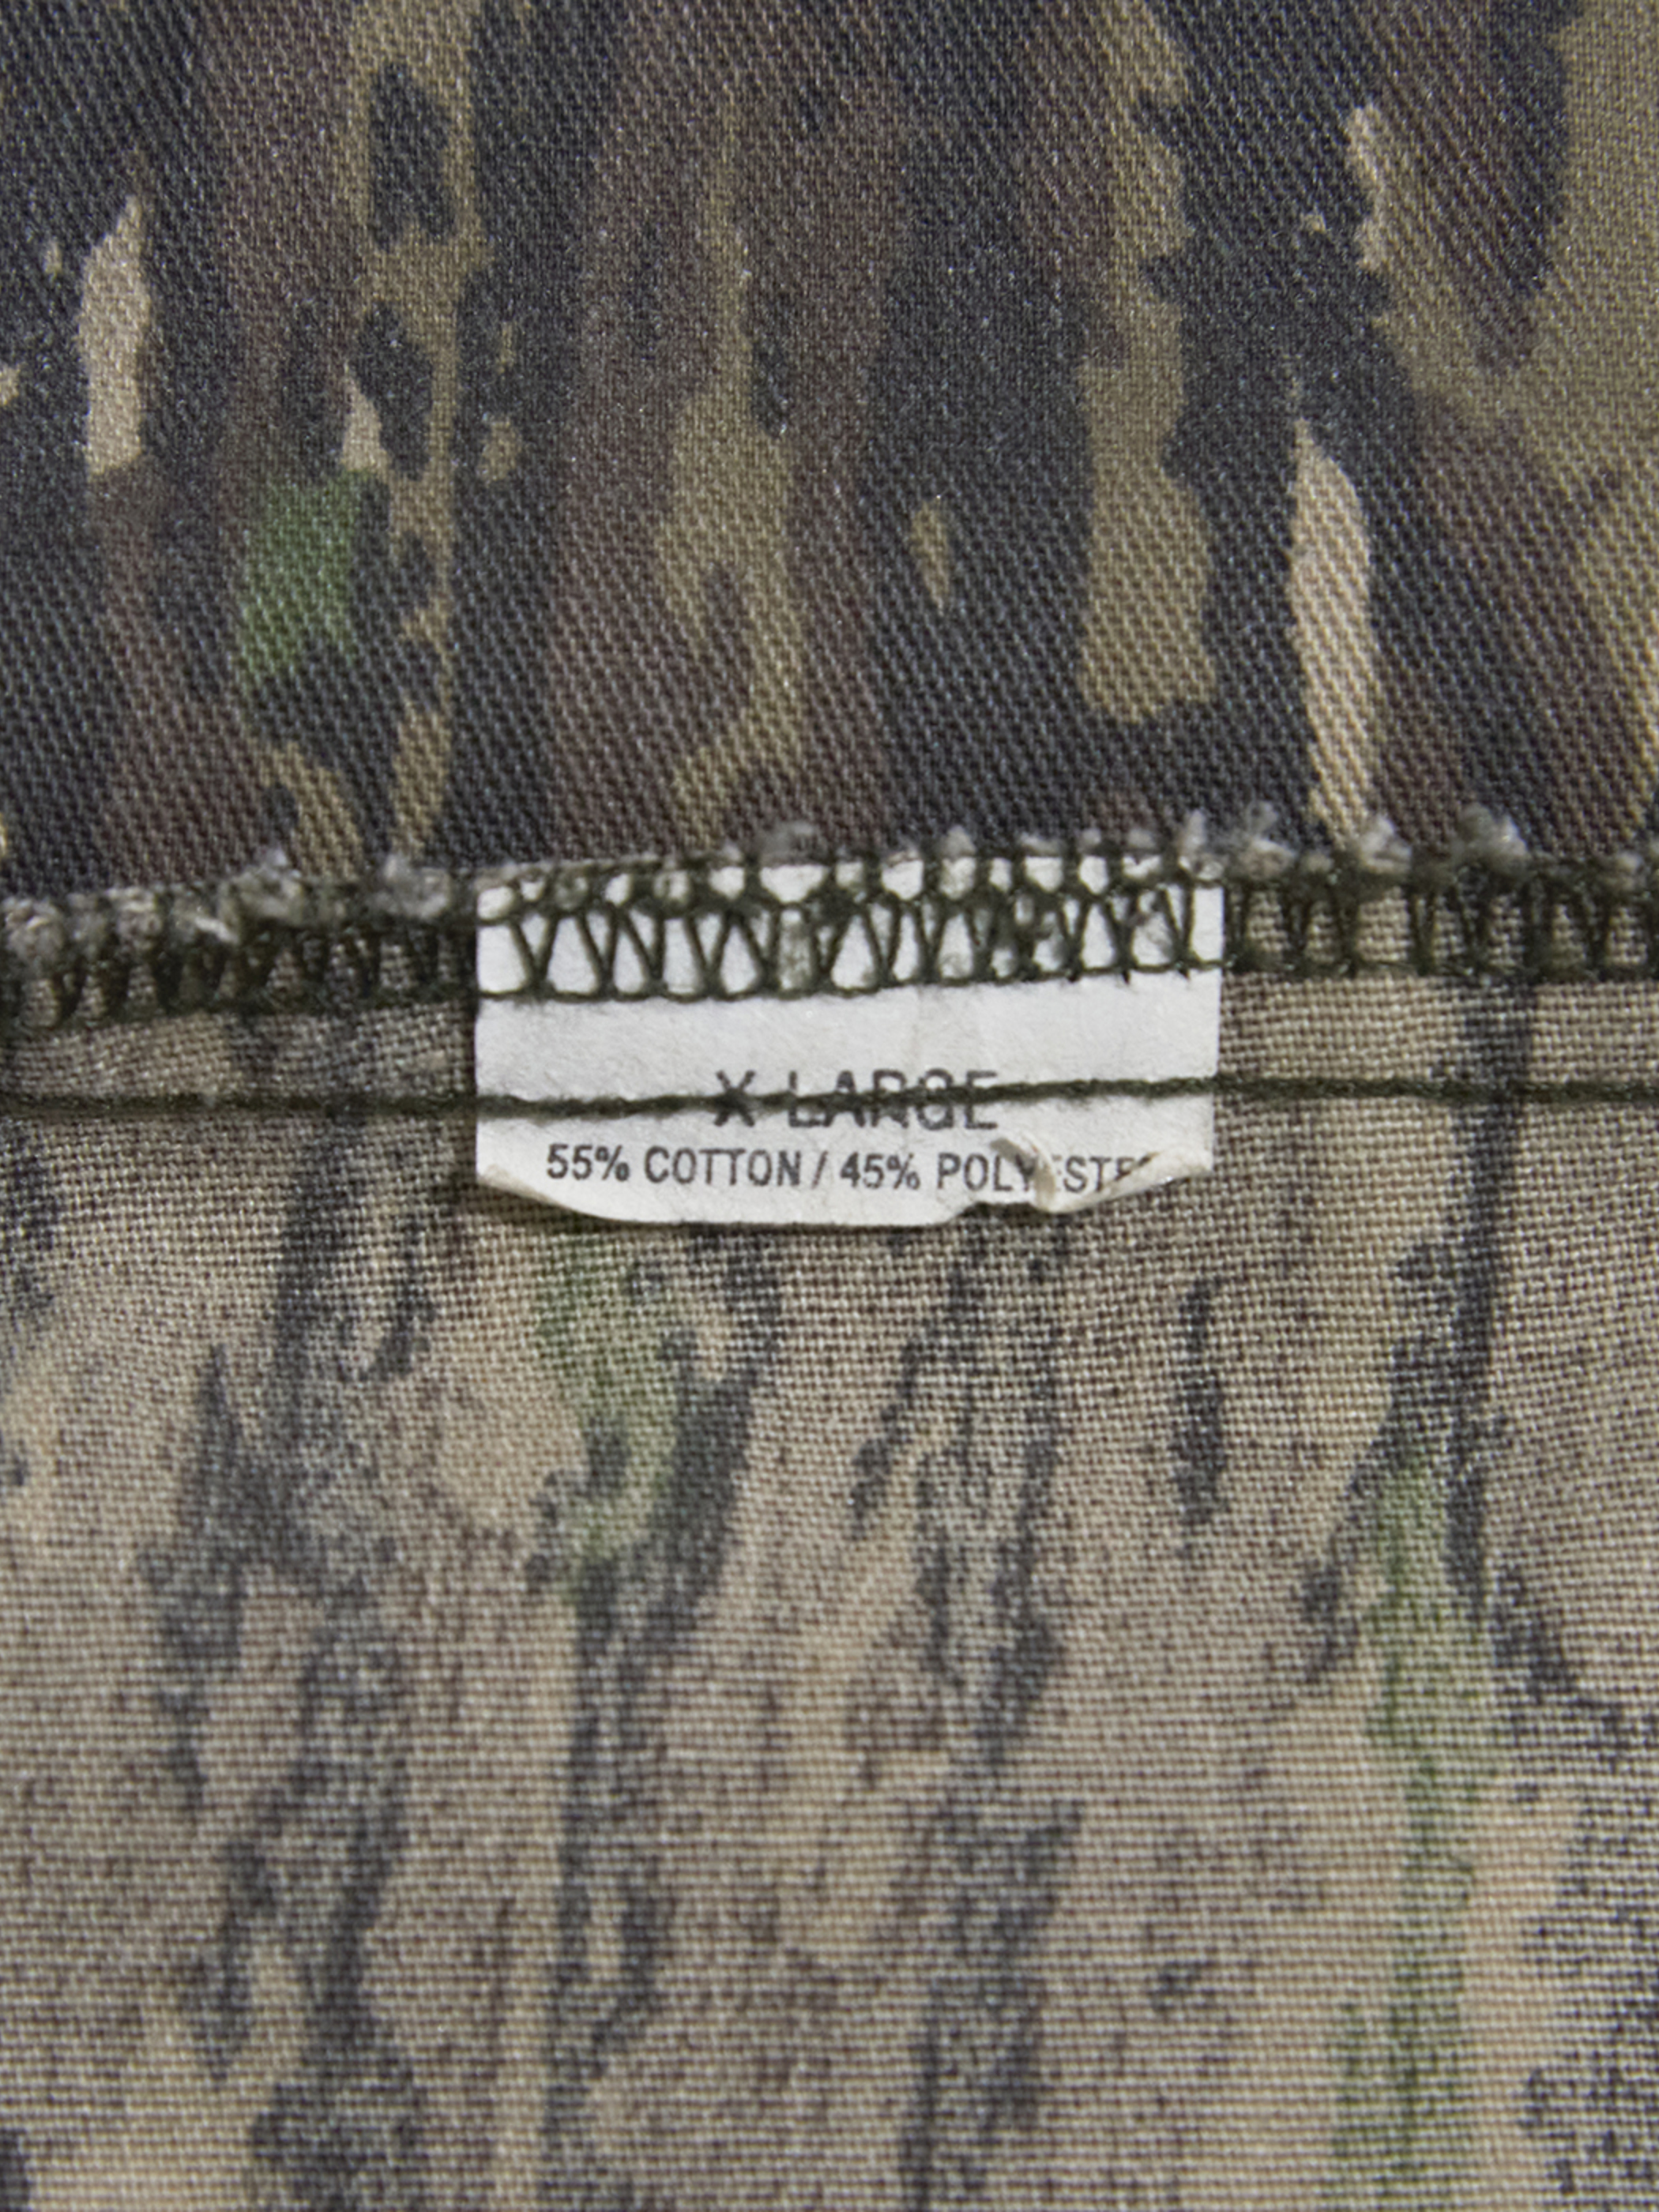 X-LARGE
55% COTTON / 45% POLYESTER